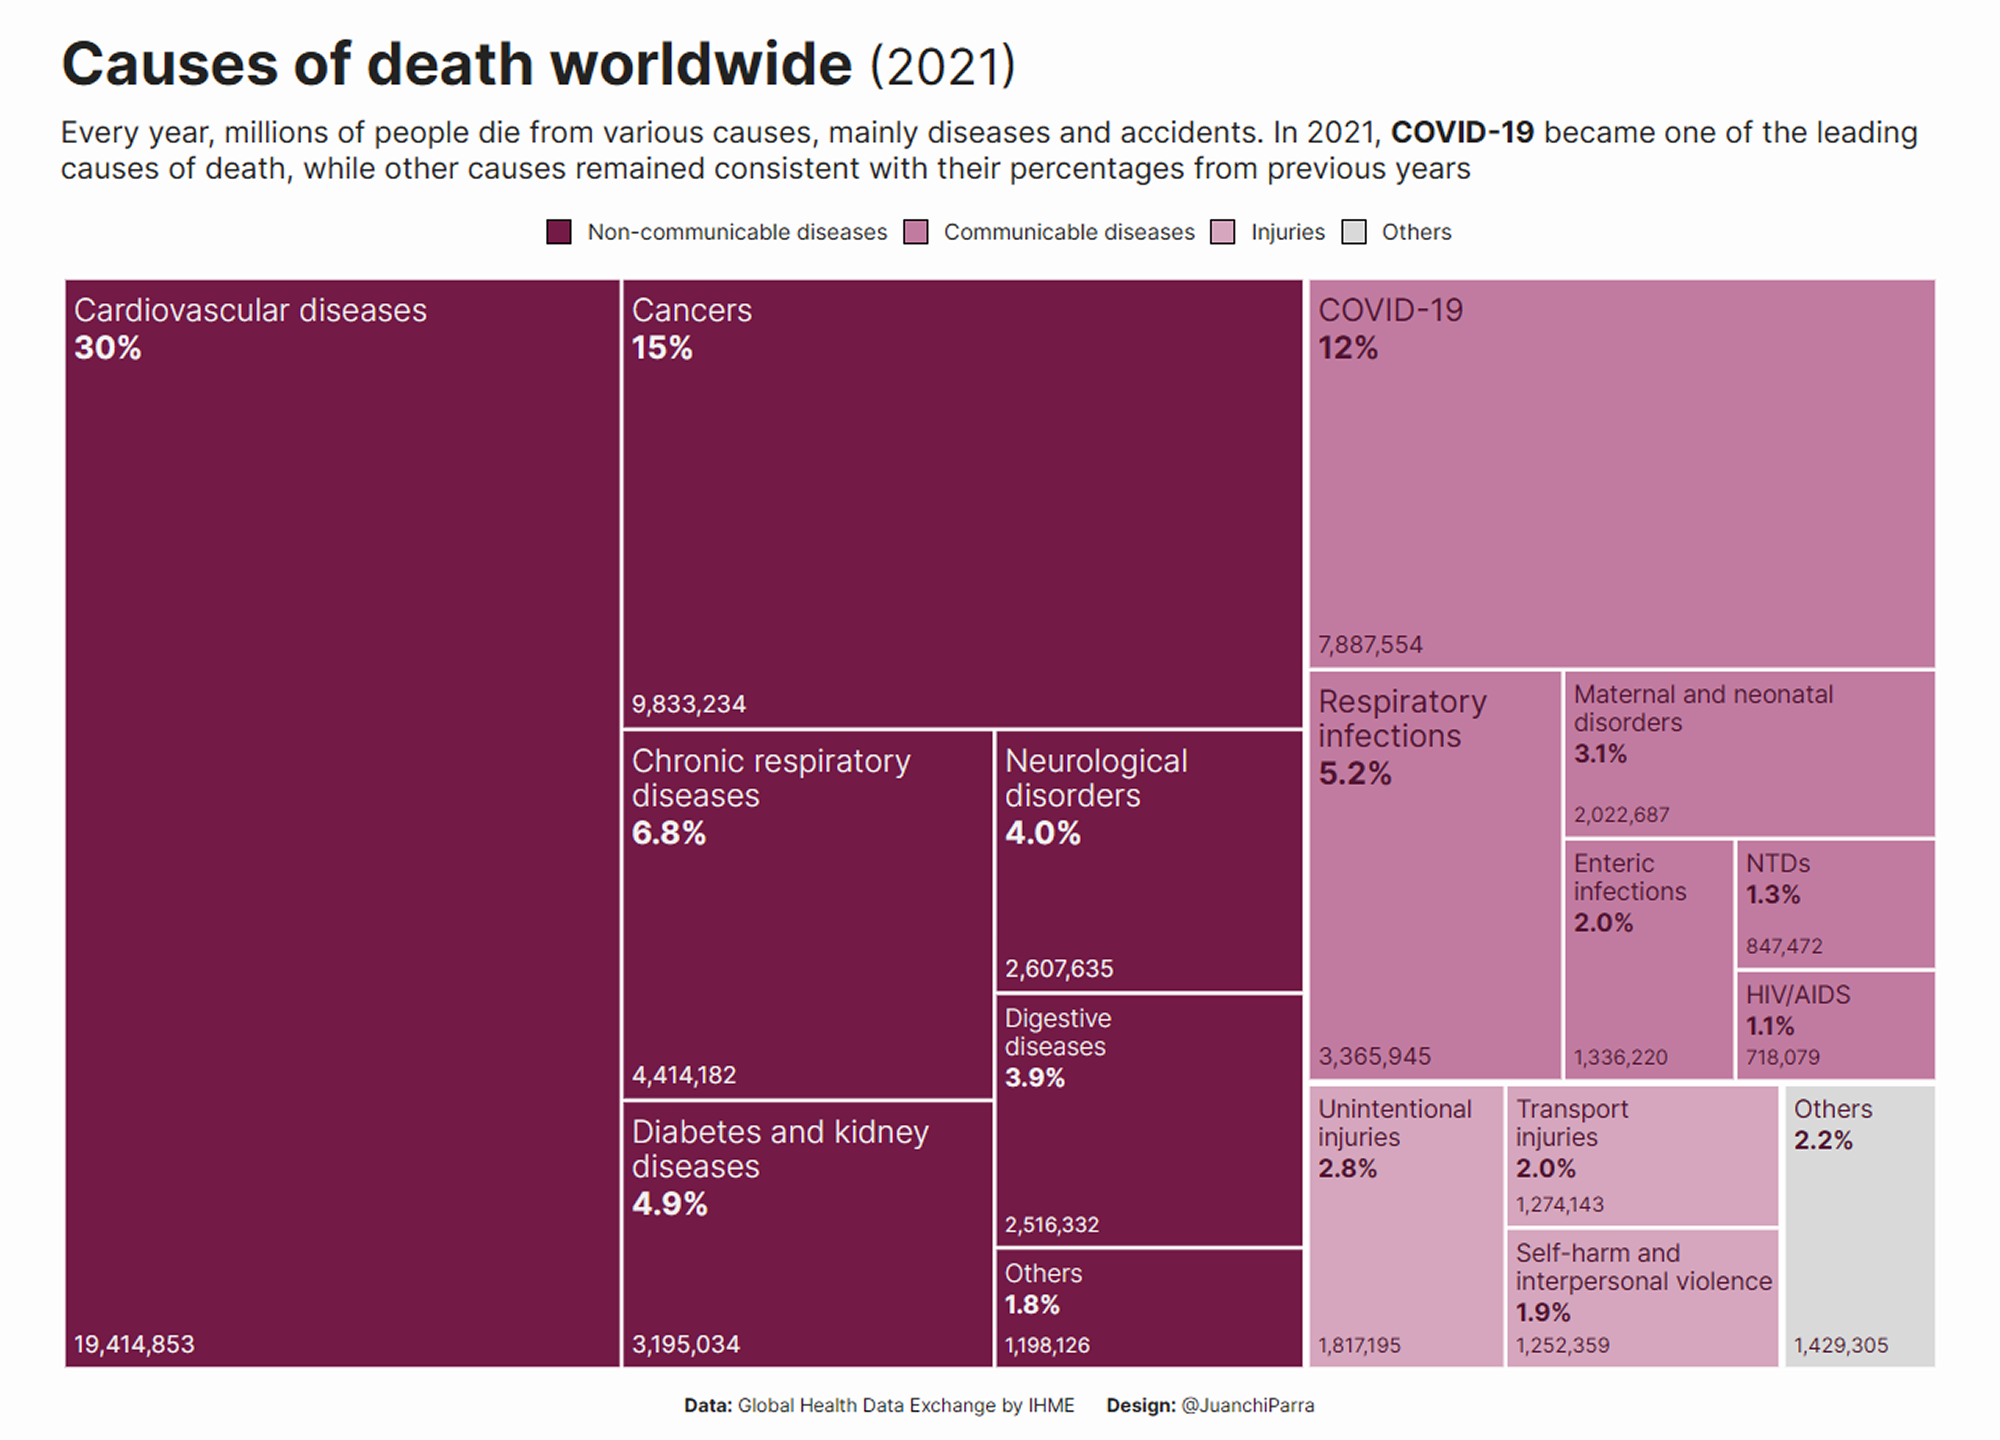 Causes of death worldwide (2021)
Every year, millions of people die from various causes, mainly diseases and accidents. In 2021, COVID-19 became one of the leading
causes of death, while other causes remained consistent with their percentages from previous years
Non-communicable diseases
Communicable diseases
Injuries
Others
Cardiovascular diseases
30%
19,414,853
Cancers
15%
9,833,234
Chronic respiratory
diseases
6.8%
4,414,182
Diabetes and kidney
diseases
4.9%
3,195,034
Neurological
disorders
4.0%
2,607,635
Digestive
diseases
3.9%
2,516,332
Others
1.8%
1,198,126
COVID-19
12%
7,887,554
Respiratory
infections
5.2%
3,365,945
Maternal and neonatal
disorders
3.1%
2,022,687
Enteric
infections
2.0%
1,336,220
NTDs
1.3%
847,472
HIV/AIDS
1.1%
718,079
Unintentional
injuries
2.8%
1,817,195
Transport
injuries
2.0%
1,274,143
Self-harm and
interpersonal violence
1.9%
1,252,359
Others
2.2%
1,429,305
Data: Global Health Data Exchange by IHME
Design: @JuanchiParra